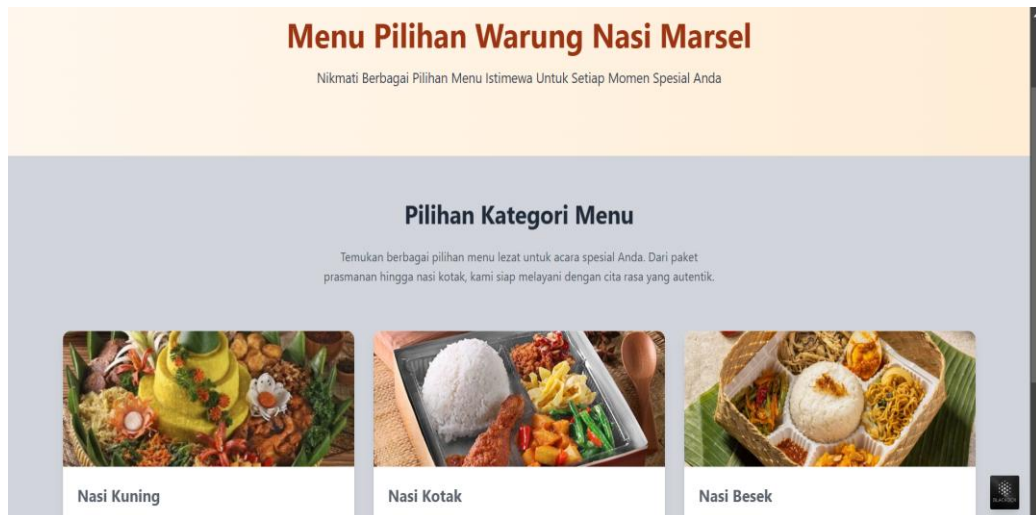 Menu Pilihan Warung Nasi Marsel
Nikmati Berbagai Pilihan Menu Istimewa Untuk Setiap Momen Spesial Anda
Pilihan Kategori Menu
Temukan berbagai pilihan menu lezat untuk acara spesial Anda. Dari paket
prasmanan hingga nasi kotak, kami siap melayani dengan cita rasa yang autentik.
Nasi Kuning
Nasi Kotak
Nasi Besek